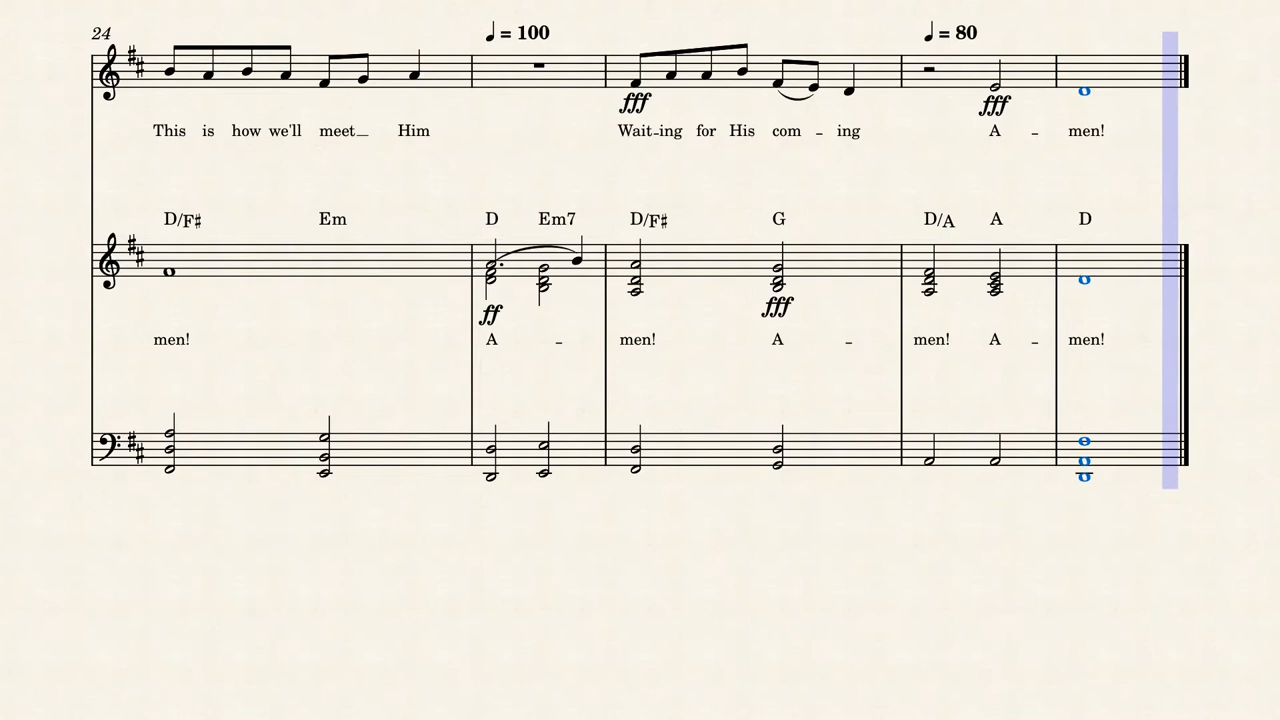 24
♩ = 100
♩ = 80
fff
fff
This is how we'll meet_ Him Wait-ing for His com - ing A - men!
D/F♯ Em D Em7 D/F♯ G D/A A D
ff
fff
men! A - men! A - men! A - men!